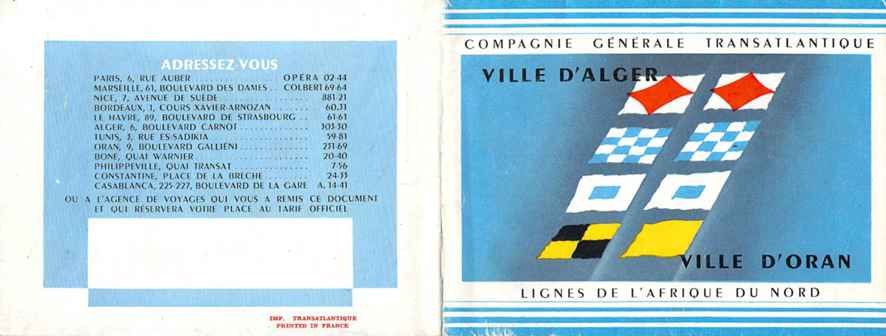 ADRESSEZ-VOUS
PARIS, 6, RUE AUBER ............... OPÉRA 02-44
MARSEILLE, 61, BOULEVARD DES DAMES .. COLBERT 69-64
NICE, 7, AVENUE DE SUÈDE ........ 881-21
BORDEAUX, 1, COURS XAVIER-ARNOZAN ........ 60.31
LE HAVRE, 89, BOULEVARD DE STRASBOURG .. 61-61
ALGER, 6, BOULEVARD CARNOT ............. 303-30
TUNIS, 3, RUE ES-SADIKIA ............... 59-81
ORAN, 9, BOULEVARD GALLIÉNI ............ 231-69
BONE, QUAI WARNIER .............. 20-40
PHILIPPEVILLE, QUAI TRANSAT ............ 7-56
CONSTANTINE, PLACE DE LA BRÈCHE ........ 24-33
CASABLANCA, 225-227, BOULEVARD DE LA GARE A. 14-41
OU A L'AGENCE DE VOYAGES QUI VOUS A REMIS CE DOCUMENT
ET QUI RÉSERVERA VOTRE PLACE AU TARIF OFFICIEL
IMP. TRANSATLANTIQUE
PRINTED IN FRANCE
COMPAGNIE GÉNÉRALE TRANSATLANTIQUE
VILLE D'ALGER
VILLE D'ORAN
LIGNES DE L'AFRIQUE DU NORD